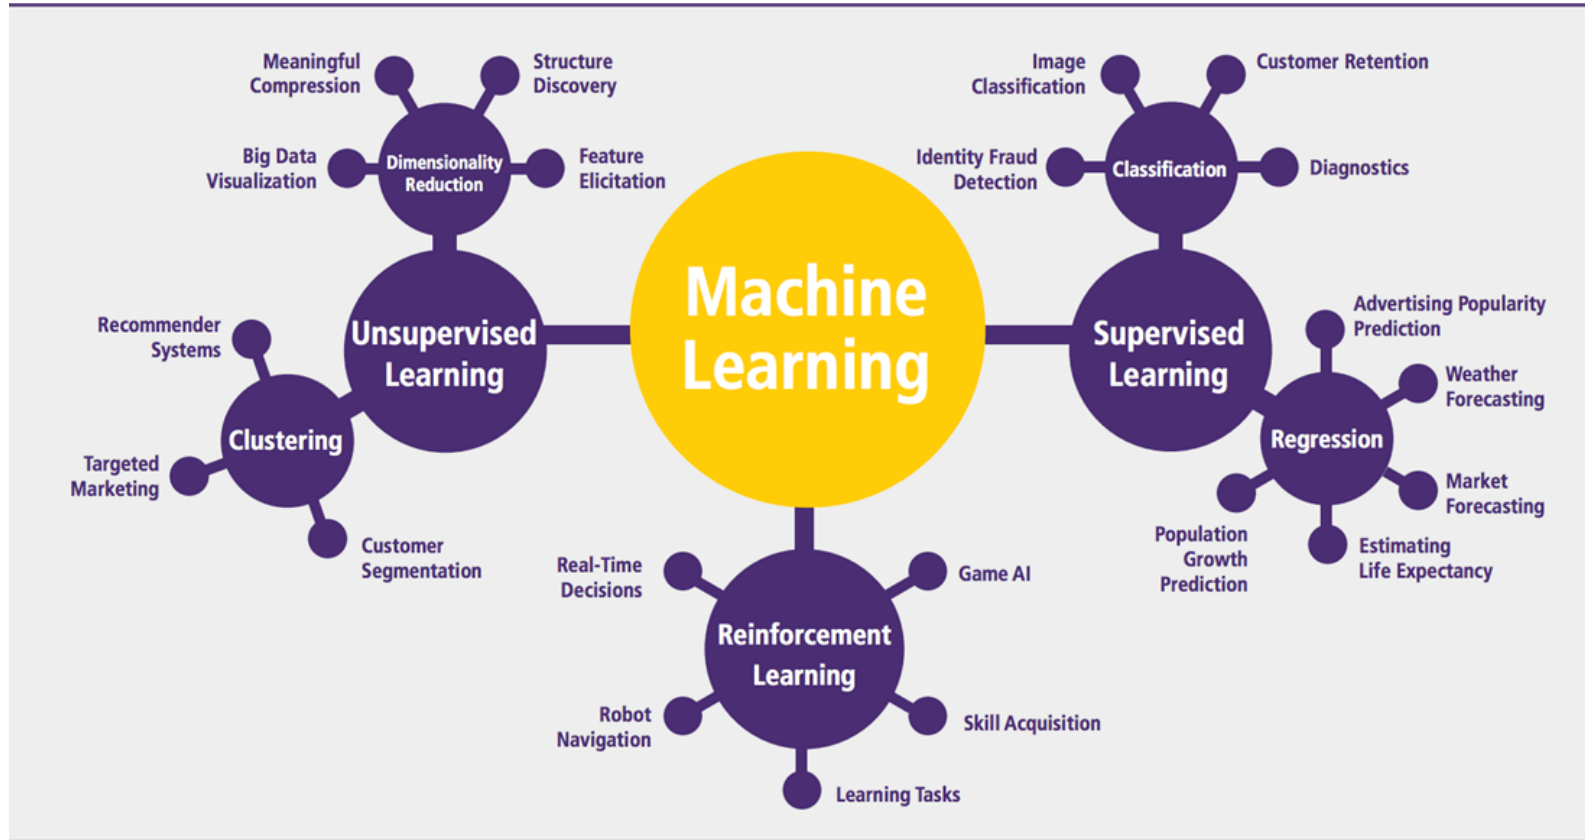 Machine
Learning
Unsupervised
Learning
Dimensionality
Reduction
Meaningful
Compression
Structure
Discovery
Big Data
Visualization
Feature
Elicitation
Clustering
Recommender
Systems
Targeted
Marketing
Customer
Segmentation
Supervised
Learning
Classification
Image
Classification
Customer Retention
Identity Fraud
Detection
Diagnostics
Regression
Advertising Popularity
Prediction
Weather
Forecasting
Market
Forecasting
Estimating
Life Expectancy
Population
Growth
Prediction
Reinforcement
Learning
Real-Time
Decisions
Game AI
Robot
Navigation
Skill Acquisition
Learning Tasks